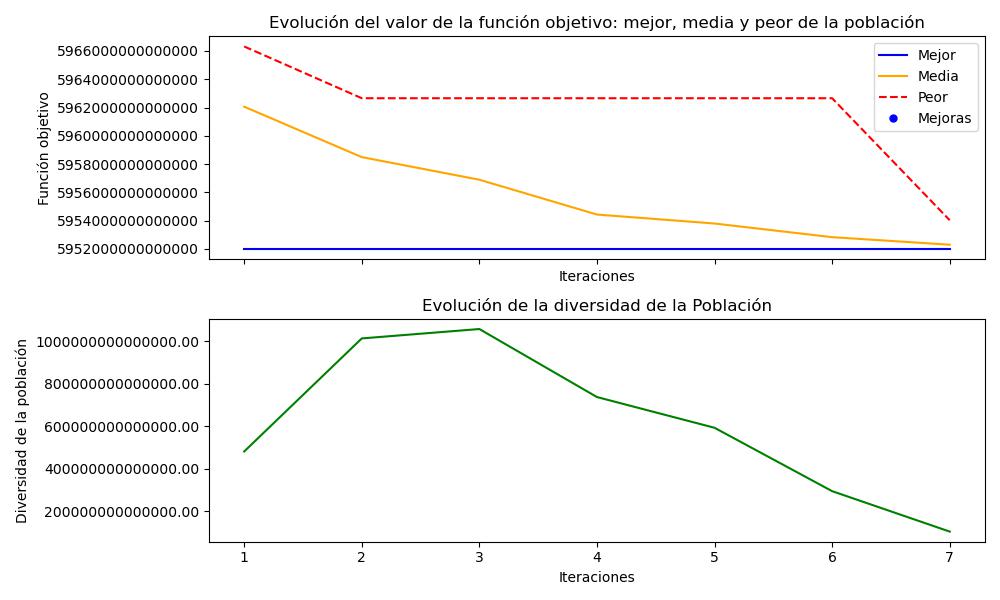 Evolución del valor de la función objetivo: mejor, media y peor de la población
Función objetivo
5966000000000000
5964000000000000
5962000000000000
5960000000000000
5958000000000000
5956000000000000
5954000000000000
5952000000000000
Mejor
Media
Peor
Mejoras
Iteraciones
Evolución de la diversidad de la Población
Diversidad de la población
1000000000000000.00
800000000000000.00
600000000000000.00
400000000000000.00
200000000000000.00
1 2 3 4 5 6 7
Iteraciones